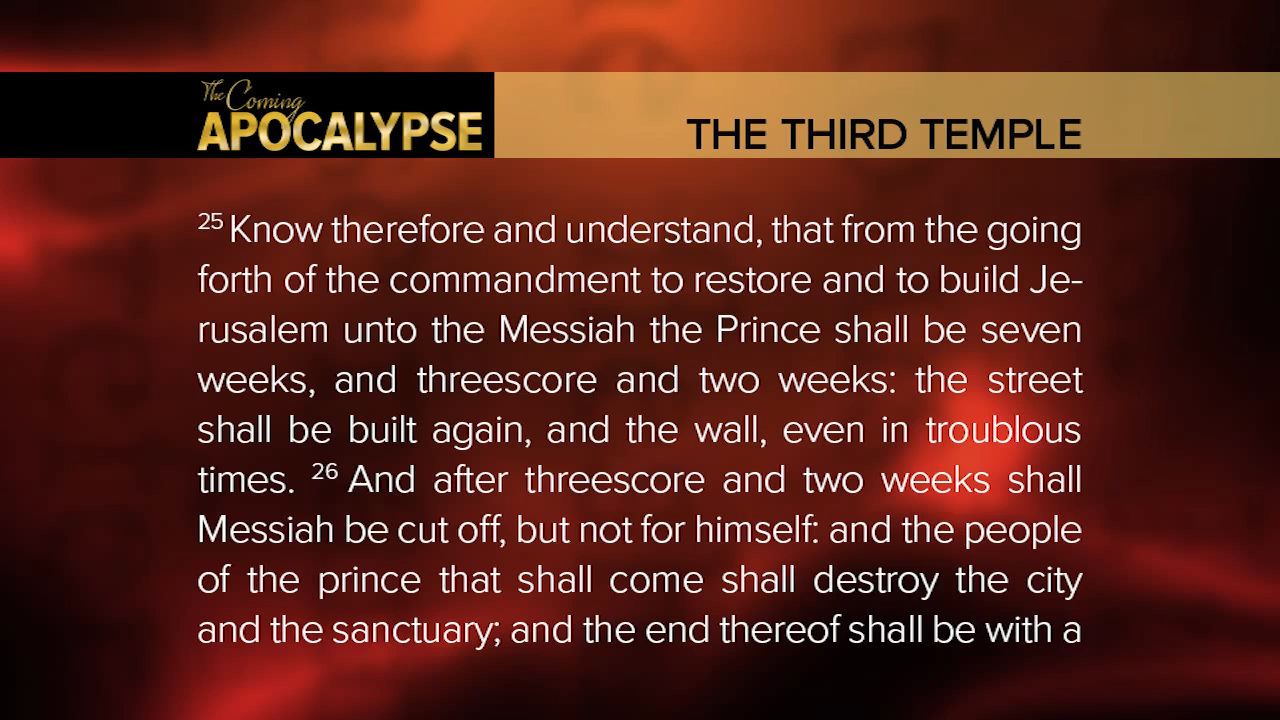 The Coming
APOCALYPSE
THE THIRD TEMPLE
25 Know therefore and understand, that from the going
forth of the commandment to restore and to build Je-
rusalem unto the Messiah the Prince shall be seven
weeks, and threescore and two weeks: the street
shall be built again, and the wall, even in troublous
times. 26 And after threescore and two weeks shall
Messiah be cut off, but not for himself: and the people
of the prince that shall come shall destroy the city
and the sanctuary; and the end thereof shall be with a